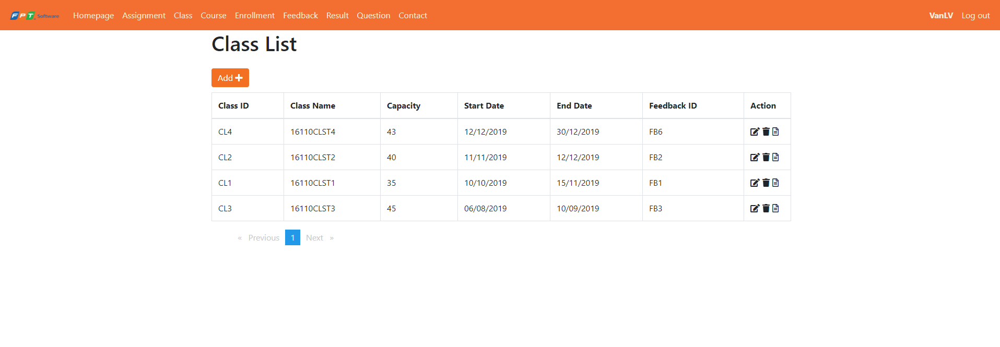 FPT Software Homepage Assignment Class Course Enrollment Feedback Result Question Contact VanLV Log out
Class List
Add
Class ID Class Name Capacity Start Date End Date Feedback ID Action
CL4 16110CLST4 43 12/12/2019 30/12/2019 FB6
CL2 16110CLST2 40 11/11/2019 12/12/2019 FB2
CL1 16110CLST1 35 10/10/2019 15/11/2019 FB1
CL3 16110CLST3 45 06/08/2019 10/09/2019 FB3
« Previous 1 Next »